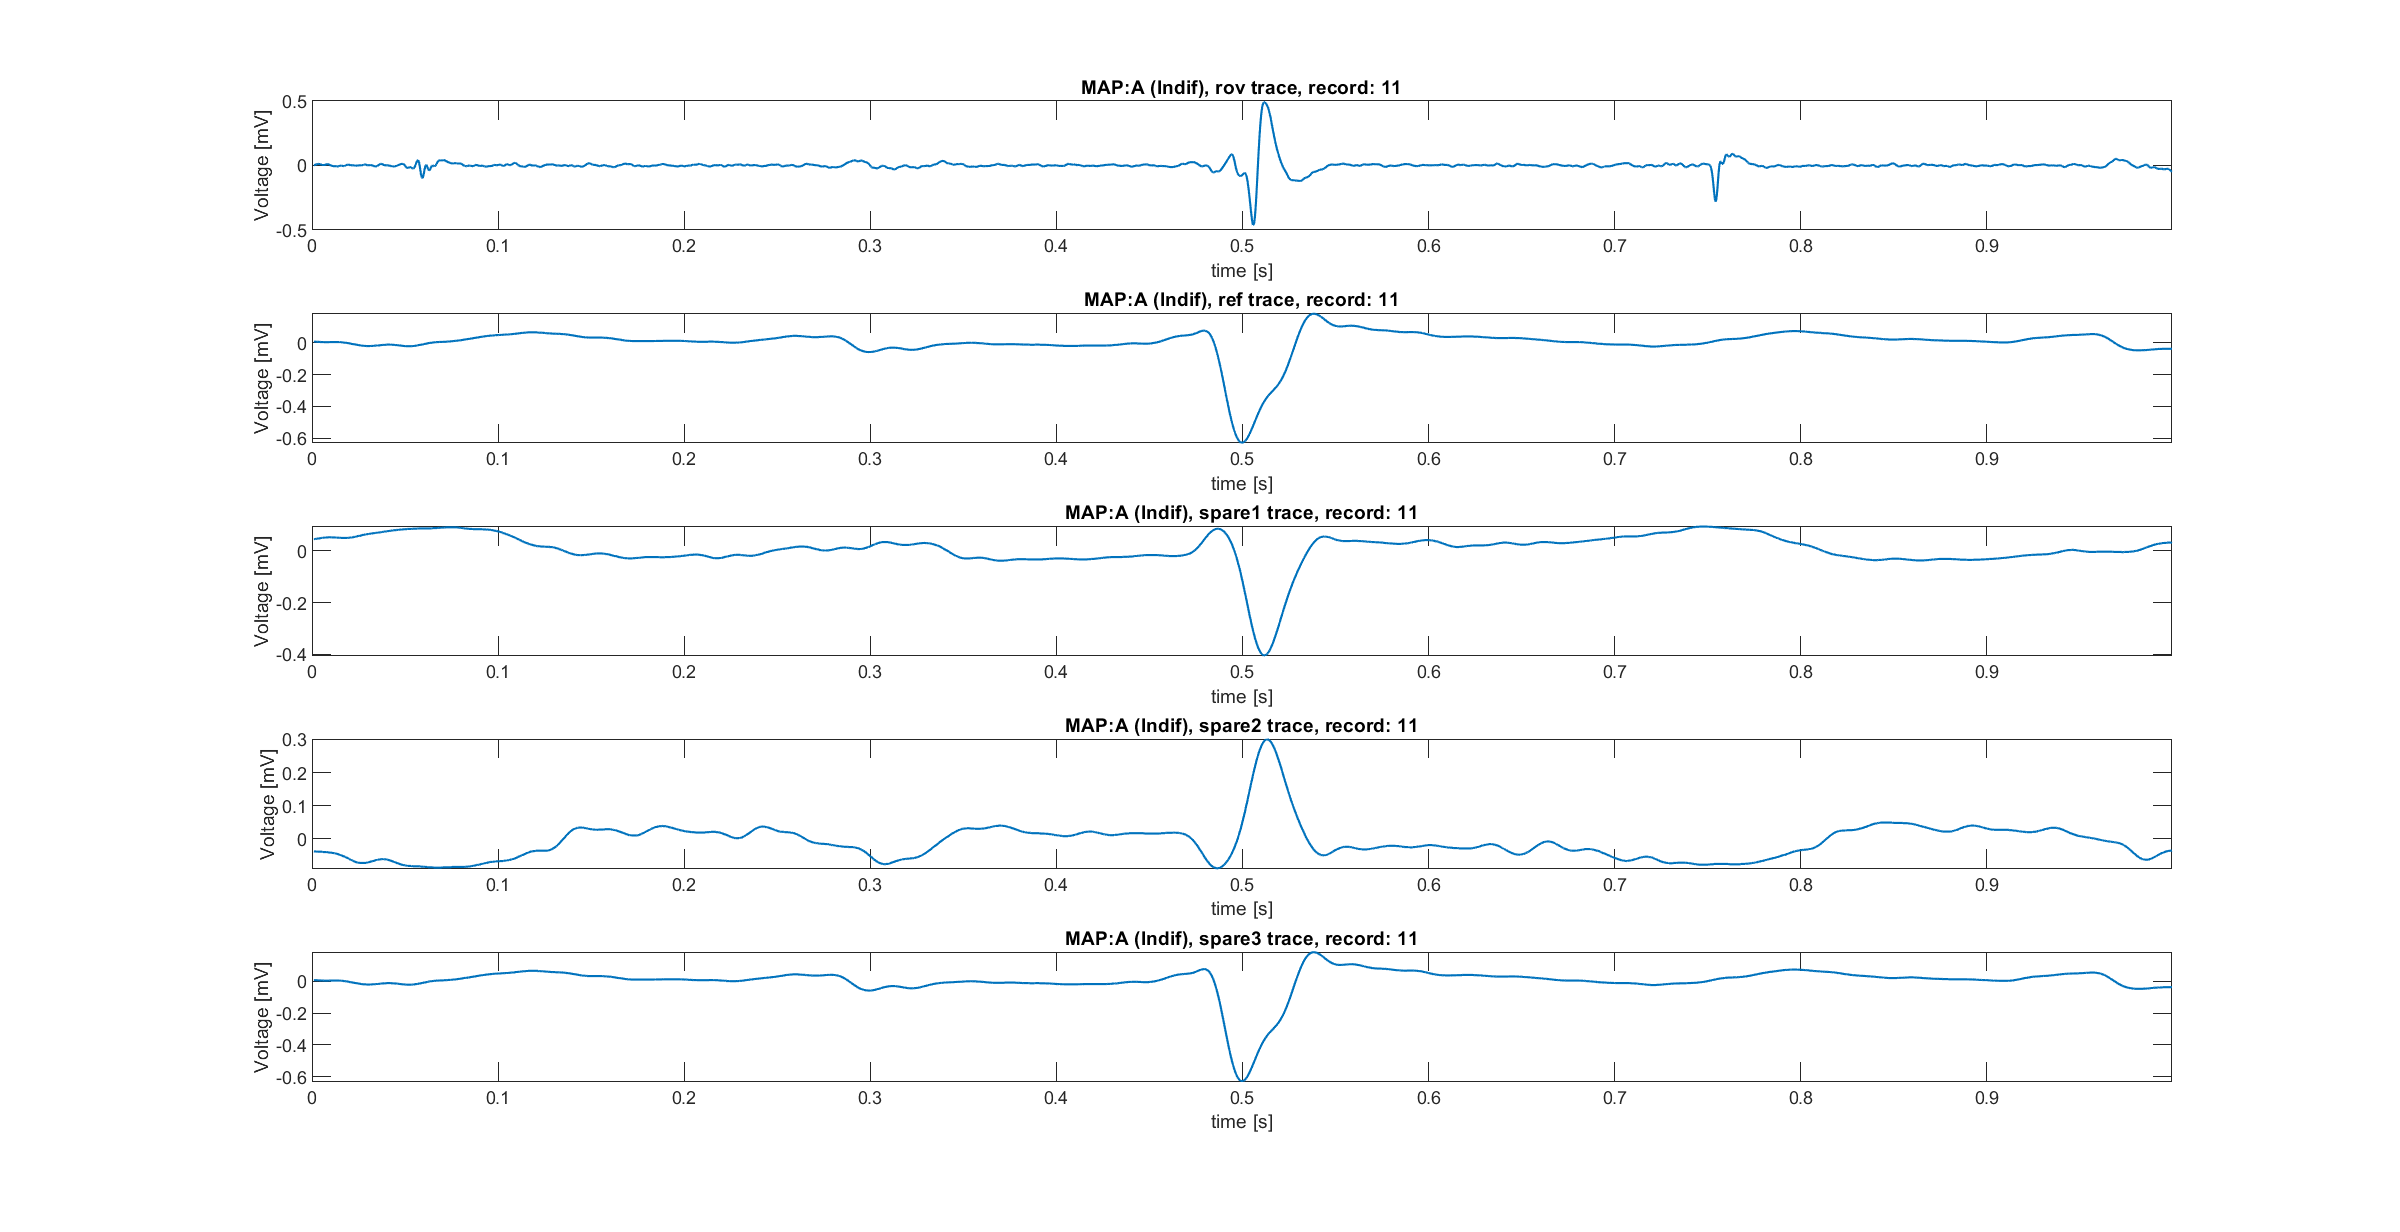 MAP:A (Indif), rov trace, record: 11
Voltage [mV]
0.5
0
-0.5
0 0.1 0.2 0.3 0.4 0.5 0.6 0.7 0.8 0.9
time [s]
MAP:A (Indif), ref trace, record: 11
Voltage [mV]
0
-0.2
-0.4
-0.6
0 0.1 0.2 0.3 0.4 0.5 0.6 0.7 0.8 0.9
time [s]
MAP:A (Indif), spare1 trace, record: 11
Voltage [mV]
0
-0.2
-0.4
0 0.1 0.2 0.3 0.4 0.5 0.6 0.7 0.8 0.9
time [s]
MAP:A (Indif), spare2 trace, record: 11
Voltage [mV]
0.3
0.2
0.1
0
0 0.1 0.2 0.3 0.4 0.5 0.6 0.7 0.8 0.9
time [s]
MAP:A (Indif), spare3 trace, record: 11
Voltage [mV]
0
-0.2
-0.4
-0.6
0 0.1 0.2 0.3 0.4 0.5 0.6 0.7 0.8 0.9
time [s]